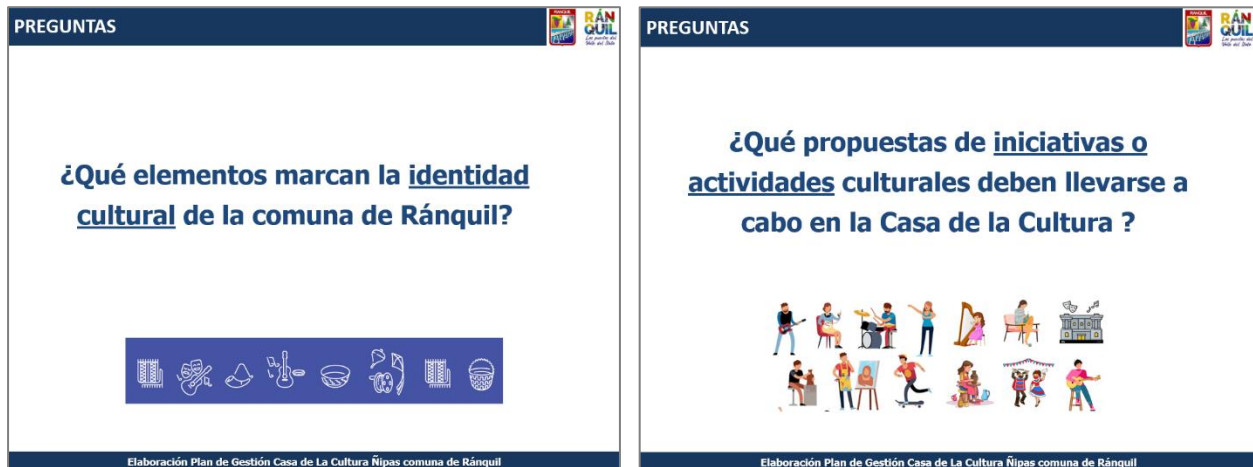 PREGUNTAS
RÁNQUIL
RÁN
QUIL
¿Qué elementos marcan la identidad
cultural de la comuna de Ránquil?
Elaboración Plan de Gestión Casa de La Cultura Ñipas comuna de Ránquil
PREGUNTAS
RÁN
QUIL
¿Qué propuestas de iniciativas o
actividades culturales deben llevarse a
cabo en la Casa de la Cultura ?
Elaboración Plan de Gestión Casa de La Cultura Ñipas comuna de Ránquil